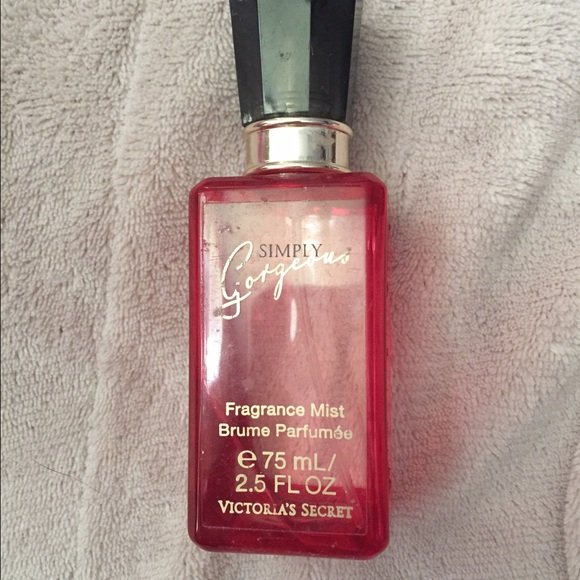 SIMPLY
Gorgeous
Fragrance Mist
Brume Parfumée
℮ 75 mL/
2.5 FL OZ
VICTORIA'S SECRET